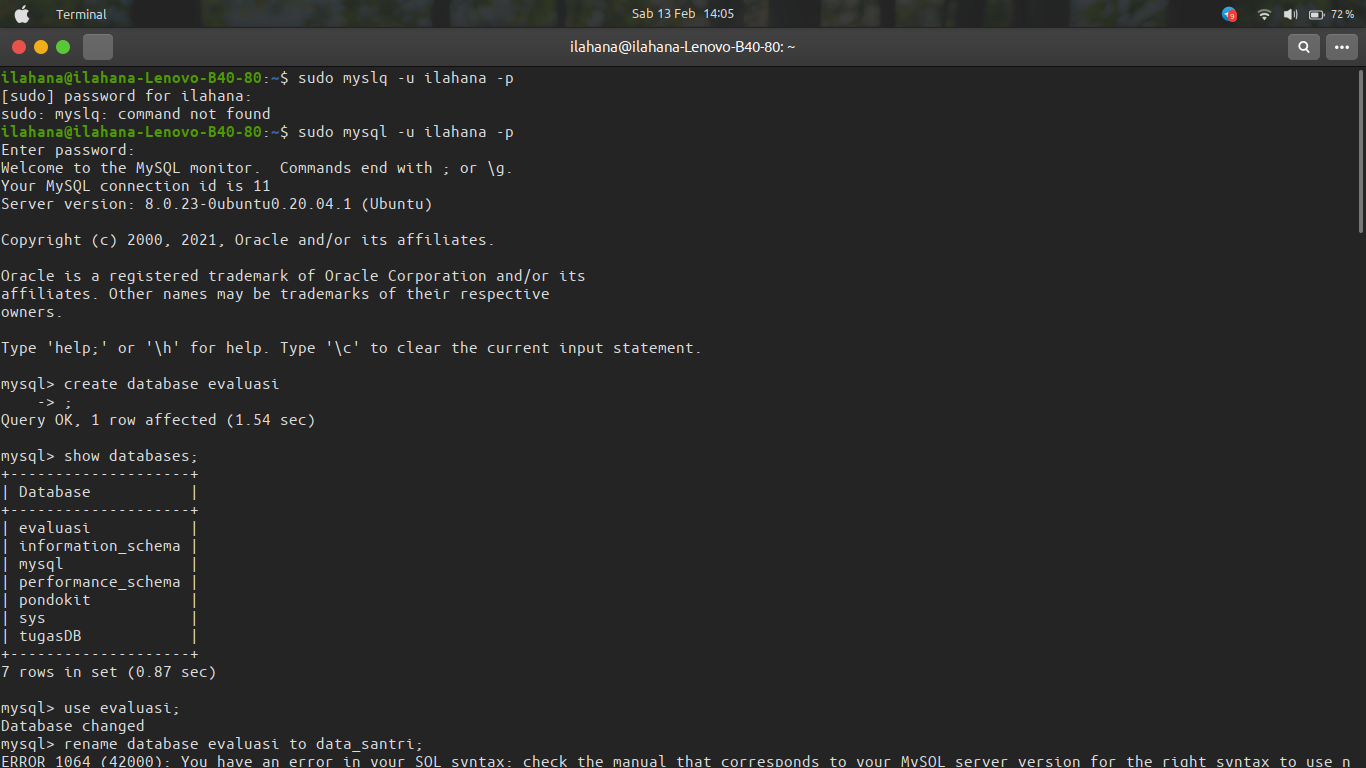 Terminal
Sab 13 Feb 14:05
9
72 %
ilahana@ilahana-Lenovo-B40-80: ~
ilahana@ilahana-Lenovo-B40-80:~$ sudo myslq -u ilahana -p
[sudo] password for ilahana:
sudo: myslq: command not found
ilahana@ilahana-Lenovo-B40-80:~$ sudo mysql -u ilahana -p
Enter password:
Welcome to the MySQL monitor.  Commands end with ; or \g.
Your MySQL connection id is 11
Server version: 8.0.23-0ubuntu0.20.04.1 (Ubuntu)
Copyright (c) 2000, 2021, Oracle and/or its affiliates.
Oracle is a registered trademark of Oracle Corporation and/or its
affiliates. Other names may be trademarks of their respective
owners.
Type 'help;' or '\h' for help. Type '\c' to clear the current input statement.
mysql> create database evaluasi
    -> ;
Query OK, 1 row affected (1.54 sec)
mysql> show databases;
+--------------------+
| Database           |
+--------------------+
| evaluasi           |
| information_schema |
| mysql              |
| performance_schema |
| pondokit           |
| sys                |
| tugasDB            |
+--------------------+
7 rows in set (0.87 sec)
mysql> use evaluasi;
Database changed
mysql> rename database evaluasi to data_santri;
ERROR 1064 (42000): You have an error in your SQL syntax; check the manual that corresponds to your MySQL server version for the right syntax to use n